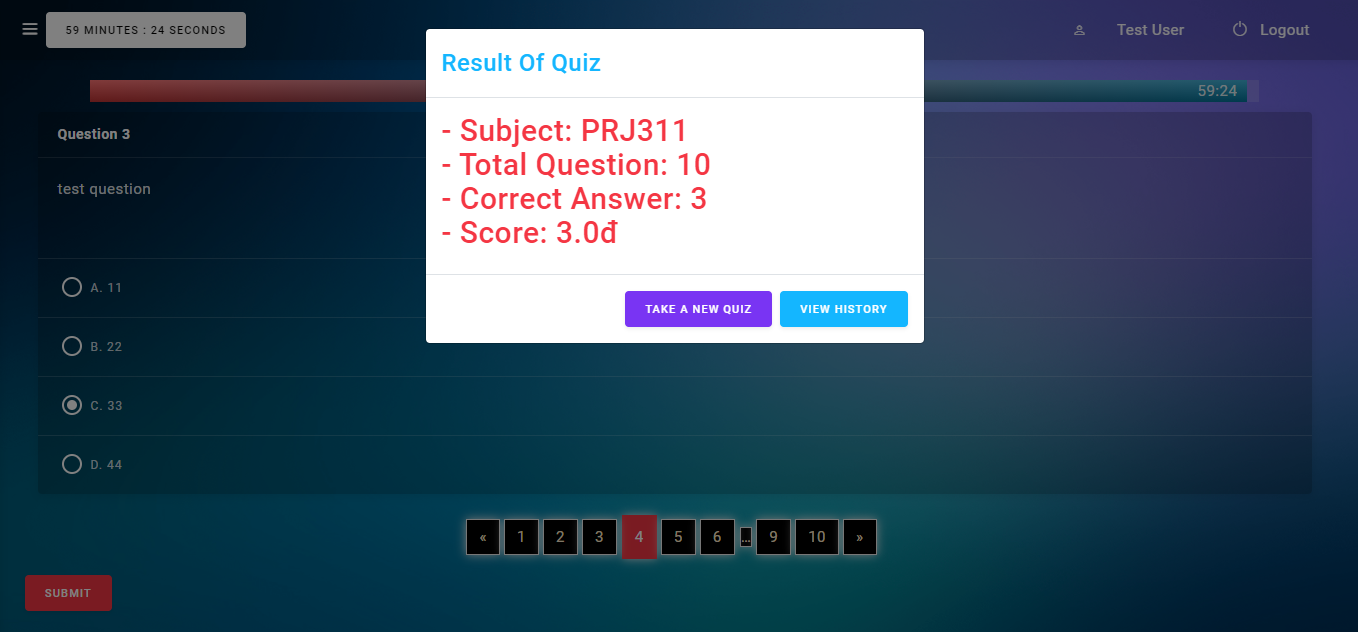 59 MINUTES : 24 SECONDS
Test User
Logout
Result Of Quiz
59:24
- Subject: PRJ311
- Total Question: 10
- Correct Answer: 3
- Score: 3.0đ
TAKE A NEW QUIZ
VIEW HISTORY
Question 3
test question
A. 11
B. 22
C. 33
D. 44
« 1 2 3 4 5 6 ... 9 10 »
SUBMIT